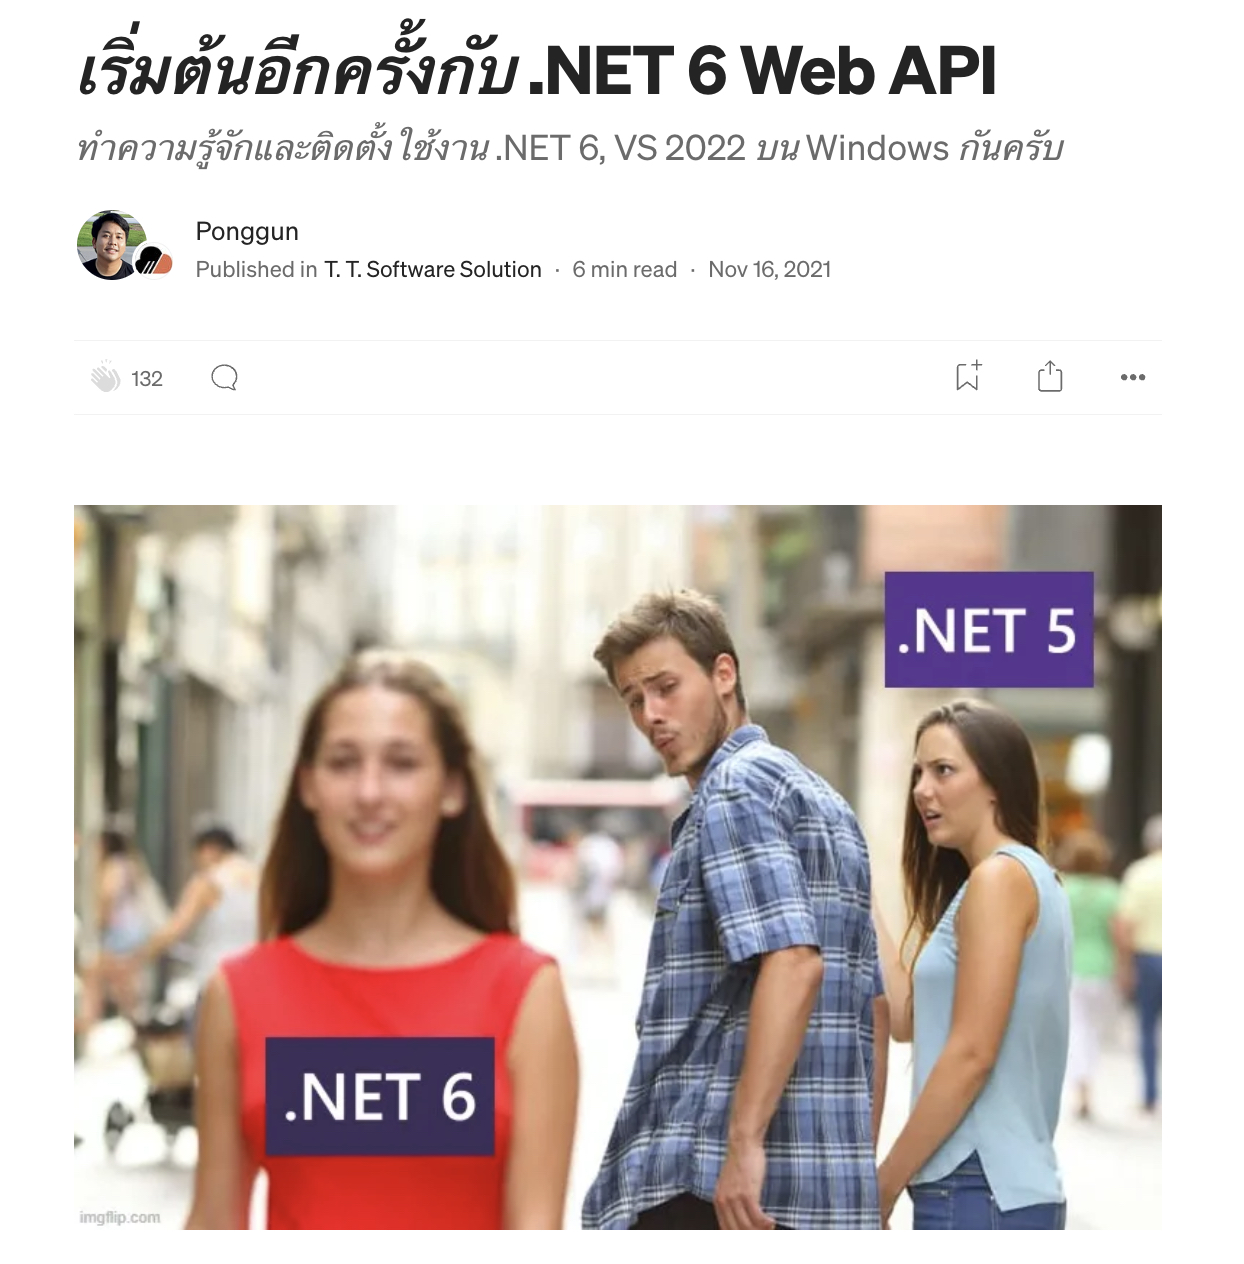 เริ่มต้นอีกครั้งกับ .NET 6 Web API
ทำความรู้จักและติดตั้ง ใช้งาน .NET 6, VS 2022 บน Windows กันครับ
Ponggun
Published in T. T. Software Solution · 6 min read · Nov 16, 2021
132
.NET 5
.NET 6
imgflip.com